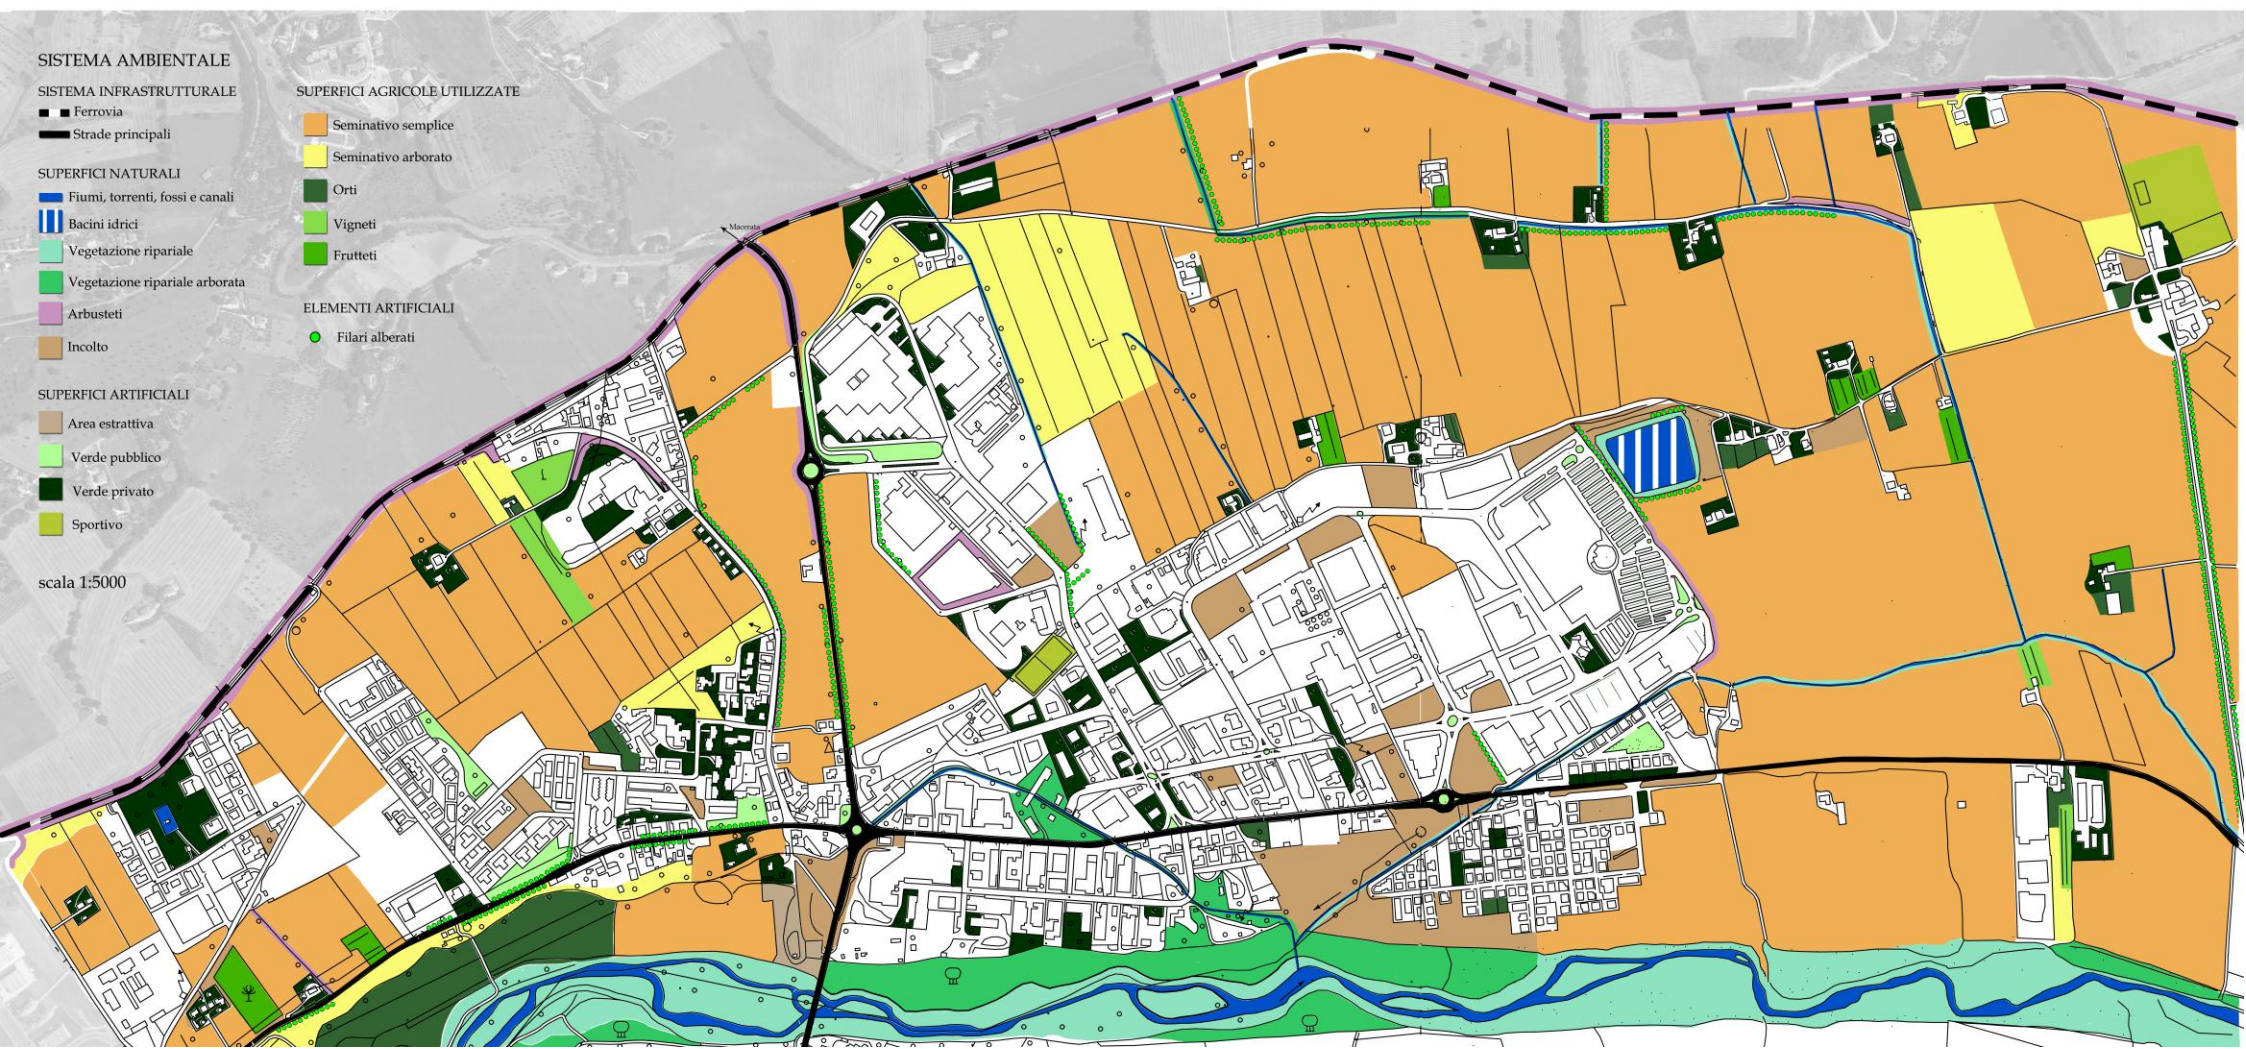 SISTEMA AMBIENTALE
SISTEMA INFRASTRUTTURALE
Ferrovia
Strade principali
SUPERFICI NATURALI
Fiumi, torrenti, fossi e canali
Bacini idrici
Vegetazione ripariale
Vegetazione ripariale arborata
Arbusteti
Incolto
SUPERFICI ARTIFICIALI
Area estrattiva
Verde pubblico
Verde privato
Sportivo
scala 1:5000
SUPERFICI AGRICOLE UTILIZZATE
Seminativo semplice
Seminativo arborato
Orti
Vigneti
Frutteti
ELEMENTI ARTIFICIALI
Filari alberati
Macerata